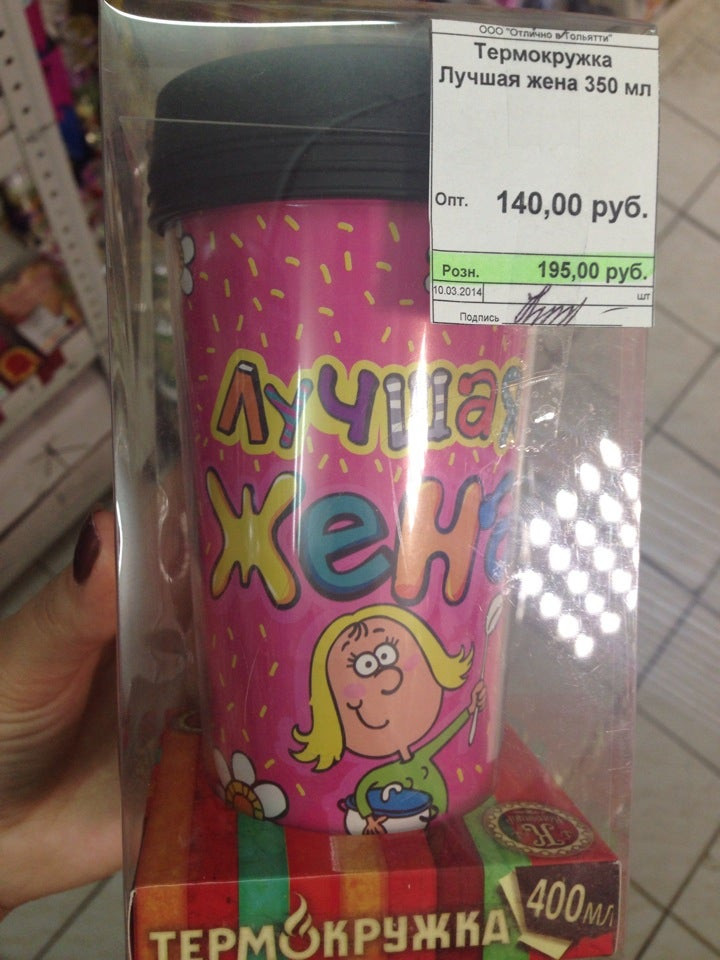 ООО "Отлично в Тольятти"
Термокружка
Лучшая жена 350 мл
Опт. 140,00 руб.
Розн. 195,00 руб.
10.03.2014 шт
Подпись
Лучшая
жена
400мл
ТЕРМОКРУЖКА